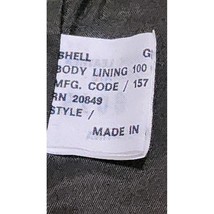 SHELL G
BODY LINING 100
MFG. CODE / 157
RN 20849
STYLE /
MADE IN